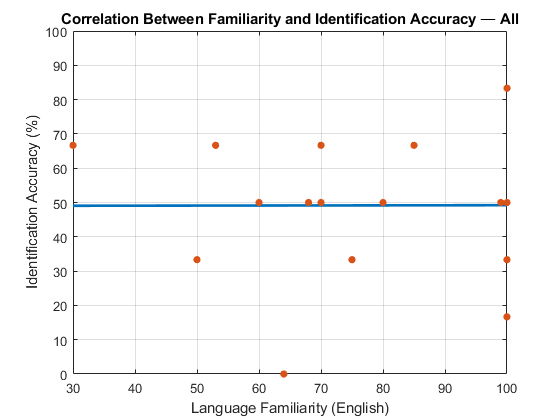 Correlation Between Familiarity and Identification Accuracy — All
100
90
80
70
60
50
40
30
20
10
0
Identification Accuracy (%)
30 40 50 60 70 80 90 100
Language Familiarity (English)